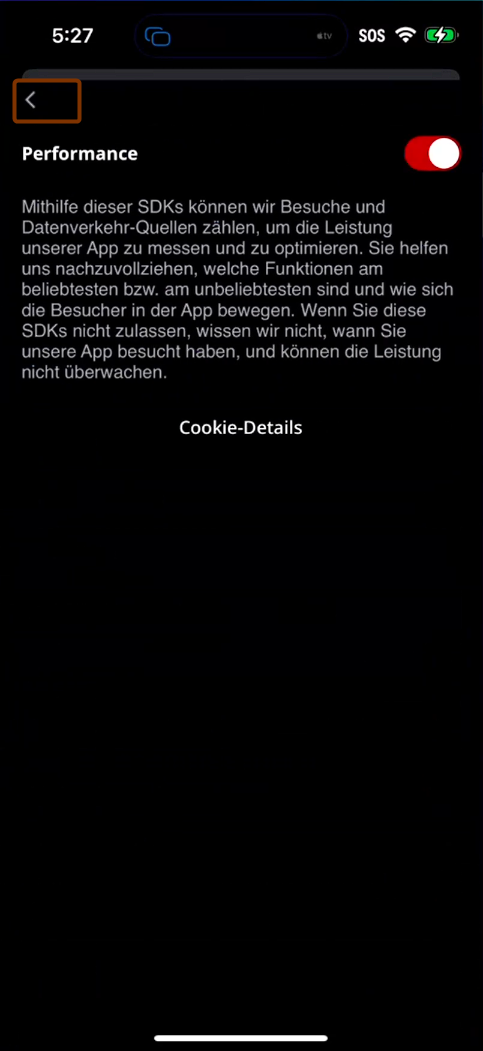 5:27
tv
SOS
Performance
Mithilfe dieser SDKs können wir Besuche und
Datenverkehr-Quellen zählen, um die Leistung
unserer App zu messen und zu optimieren. Sie helfen
uns nachzuvollziehen, welche Funktionen am
beliebtesten bzw. am unbeliebtesten sind und wie sich
die Besucher in der App bewegen. Wenn Sie diese
SDKs nicht zulassen, wissen wir nicht, wann Sie
unsere App besucht haben, und können die Leistung
nicht überwachen.
Cookie-Details